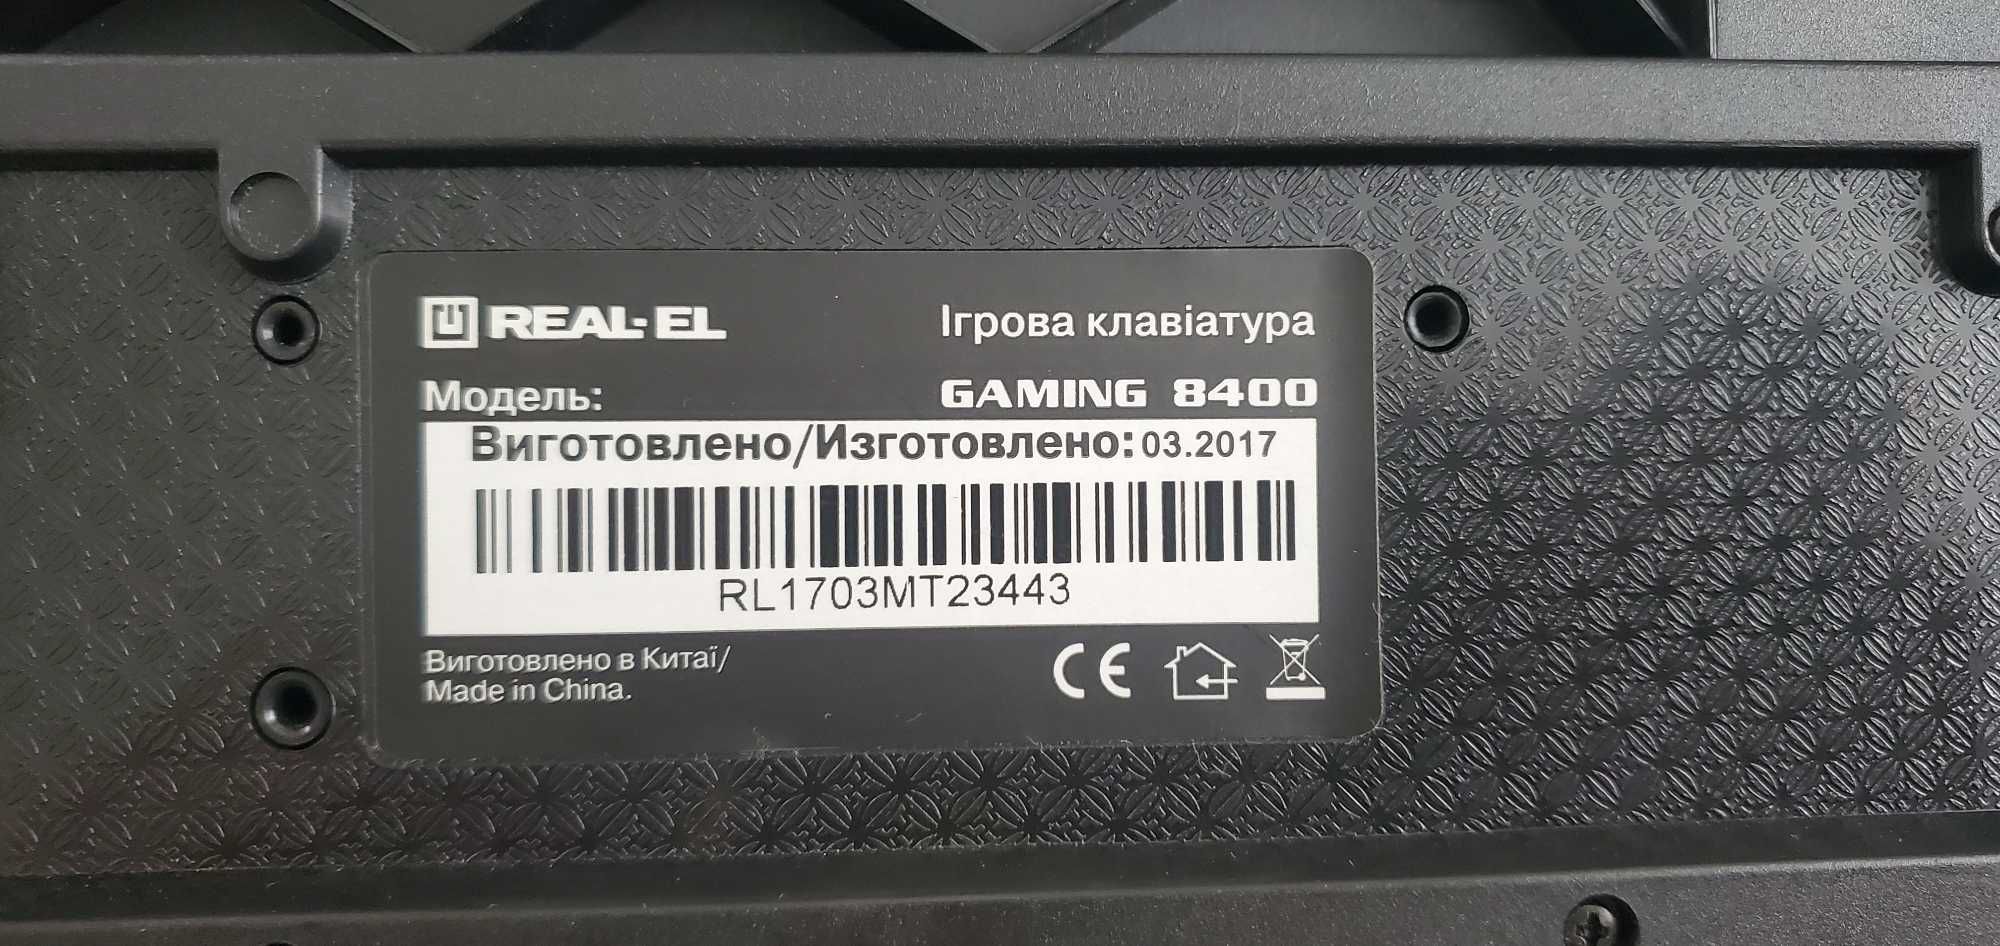 REAL-EL
Ігрова клавіатура
Модель: GAMING 8400
Виготовлено/Изготовлено: 03.2017
RL1703MT23443
Виготовлено в Китаї/
Made in China.
CE